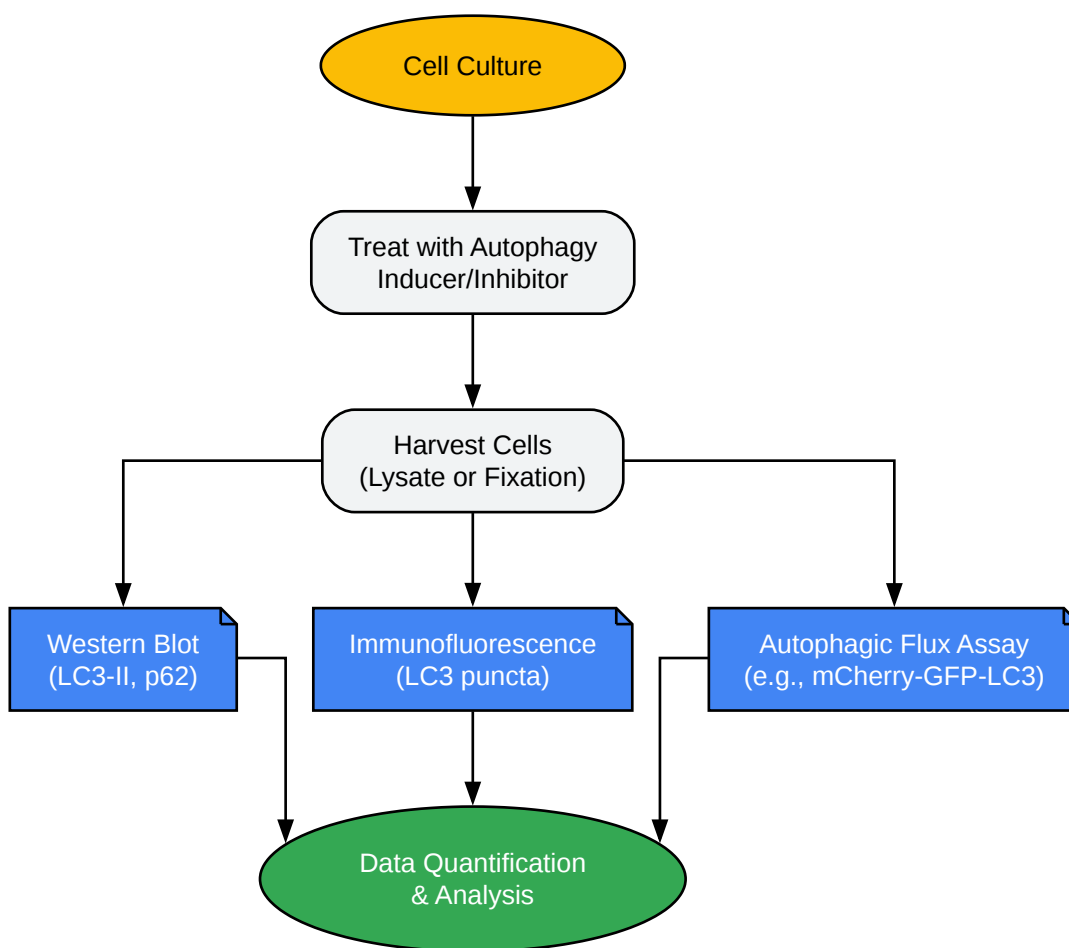 Cell Culture
Treat with Autophagy
Inducer/Inhibitor
Harvest Cells
(Lysate or Fixation)
Western Blot
(LC3-II, p62)
Immunofluorescence
(LC3 puncta)
Autophagic Flux Assay
(e.g., mCherry-GFP-LC3)
Data Quantification
& Analysis